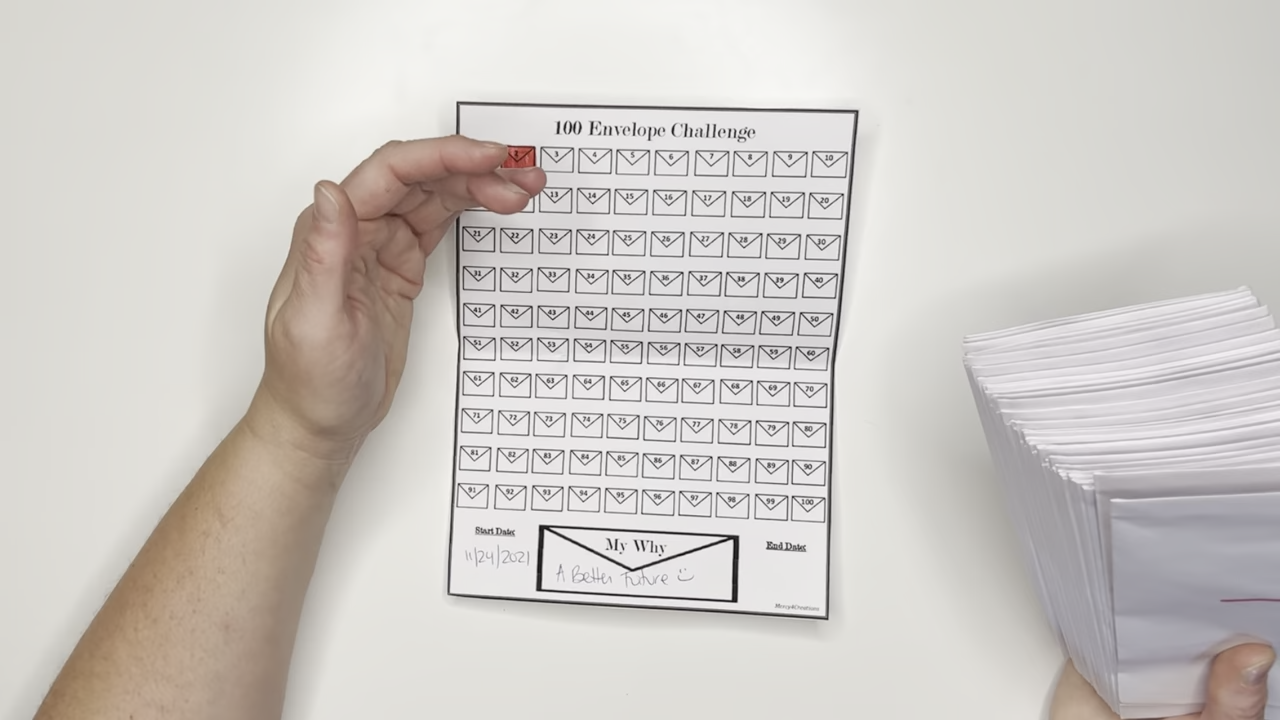 100 Envelope Challenge
2 3 4 5 6 7 8 9 10
13 14 15 16 17 18 19 20
21 22 23 24 25 26 27 28 29 30
31 32 33 34 35 36 37 38 39 40
41 42 43 44 45 46 47 48 49 50
51 52 53 54 55 56 57 58 59 60
61 62 63 64 65 66 67 68 69 70
71 72 73 74 75 76 77 78 79 80
81 82 83 84 85 86 87 88 89 90
91 92 93 94 95 96 97 98 99 100
Start Date:
11/24/2021
My Why
A Better Future
End Date:
Mercy4Creations